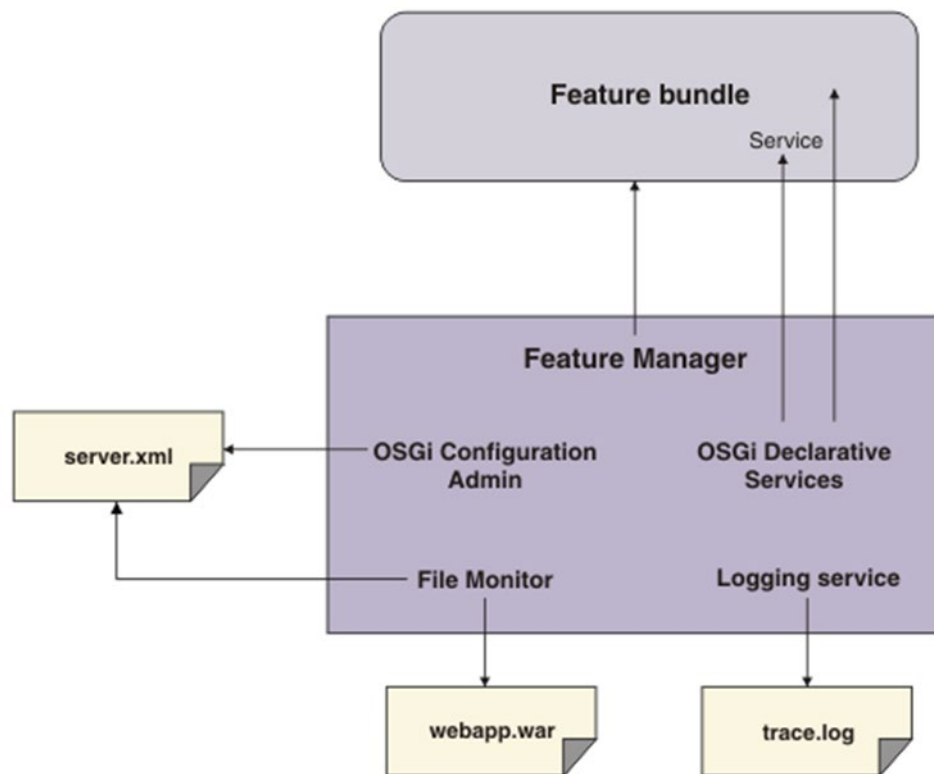 Feature bundle
Service
Feature Manager
server.xml
OSGi Configuration
Admin
OSGi Declarative
Services
File Monitor
Logging service
webapp.war
trace.log